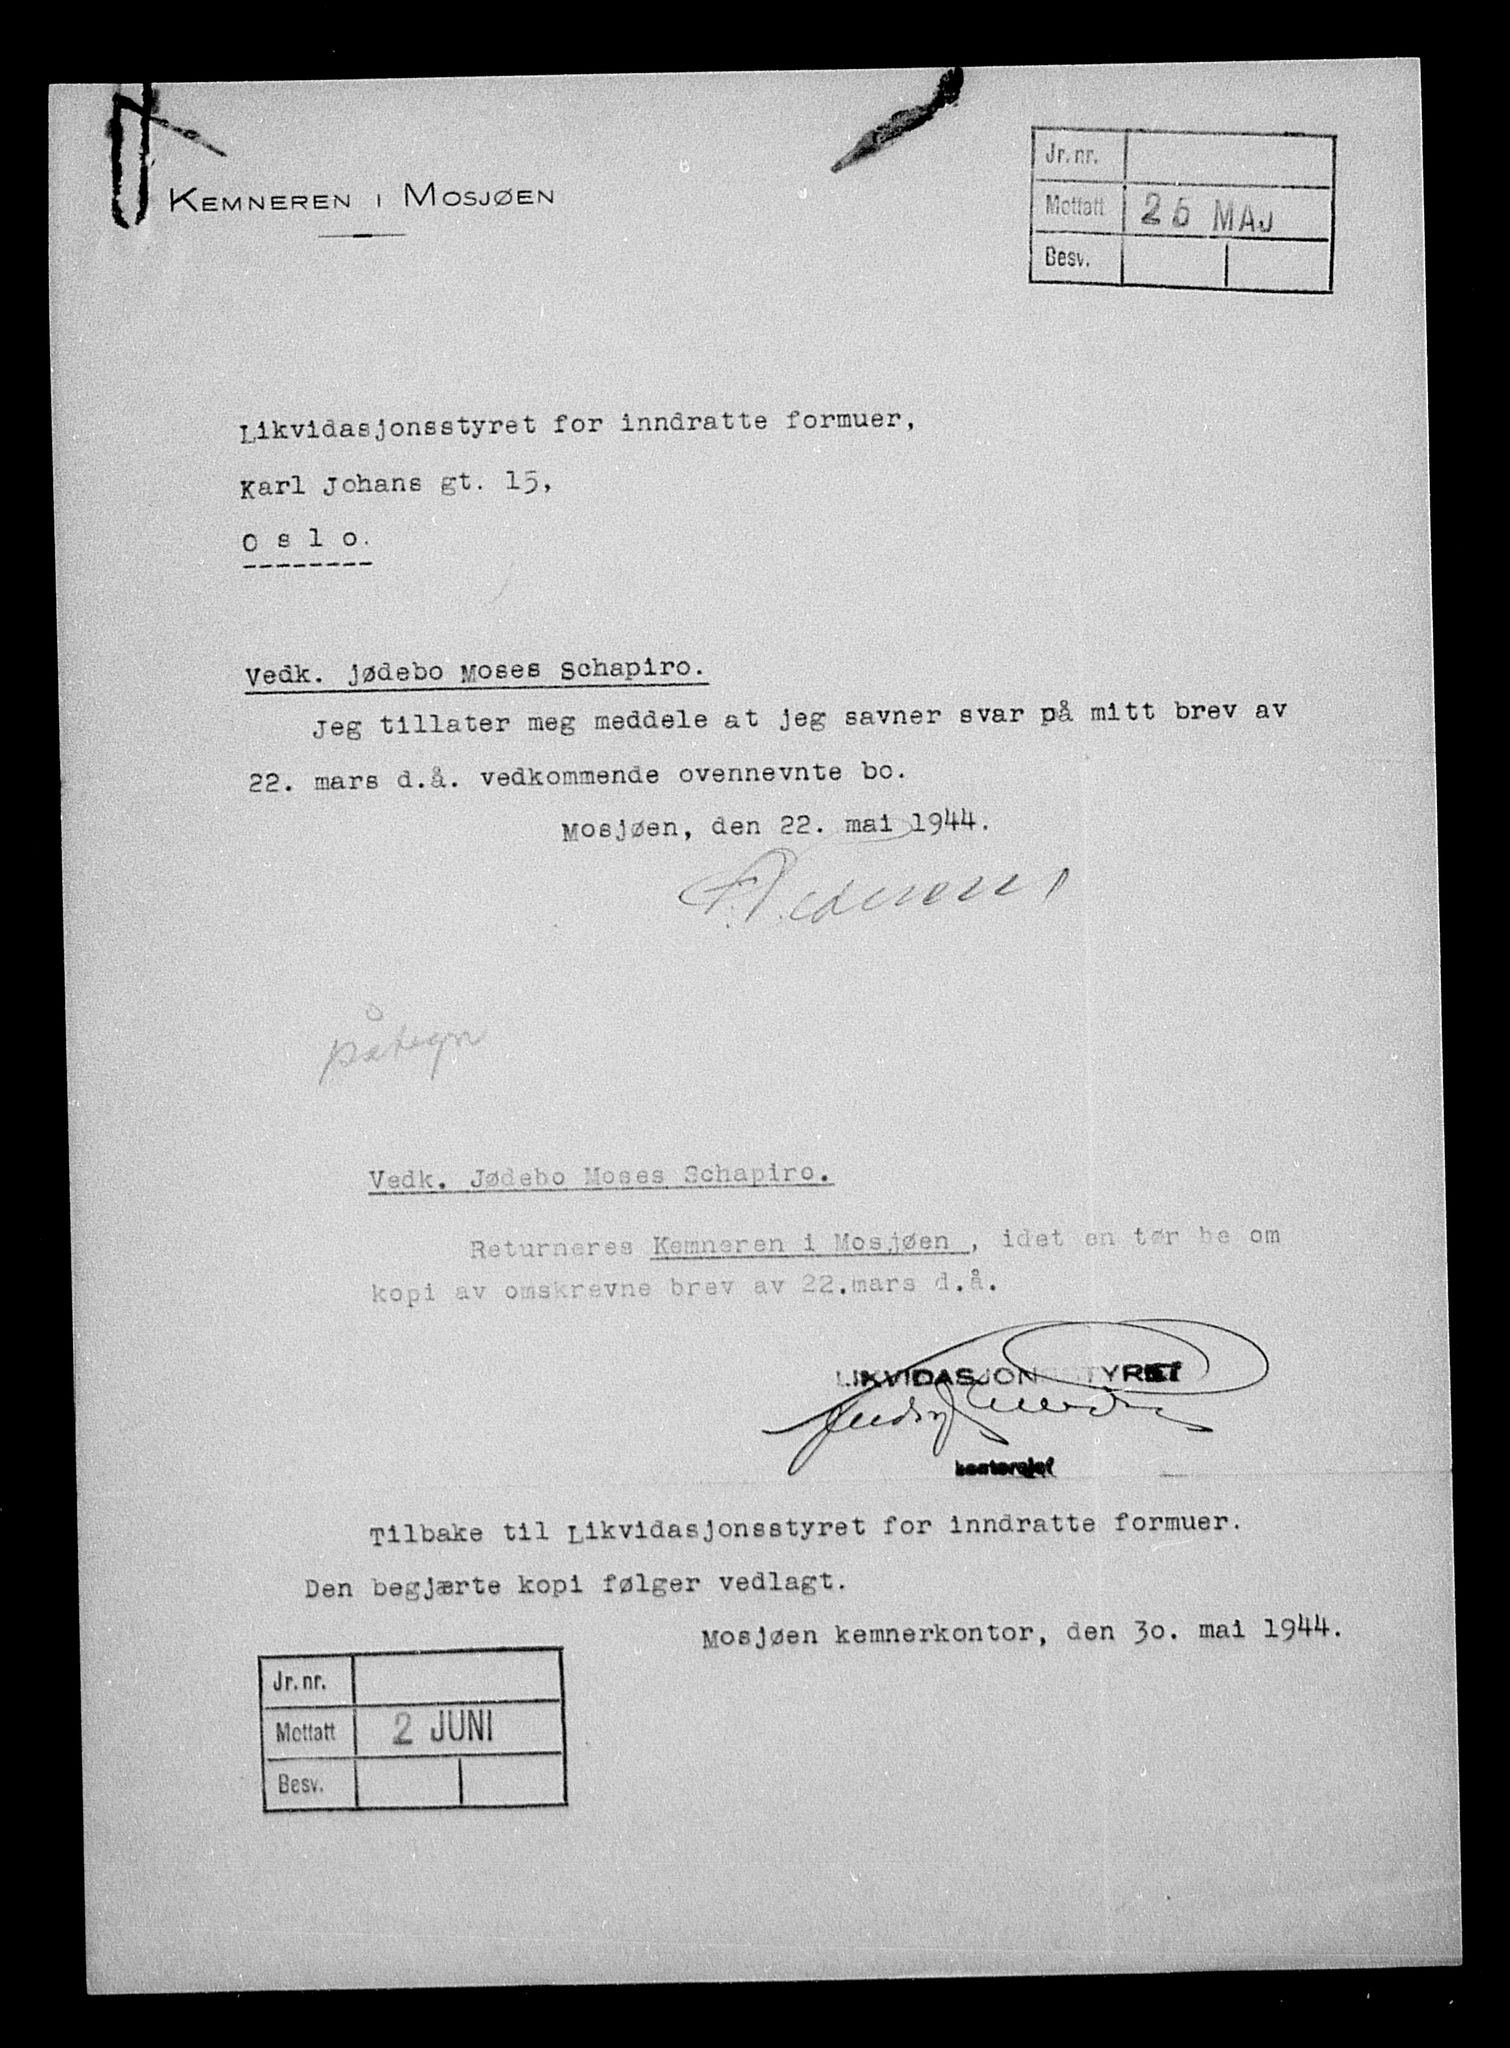 KEMNEREN I MOSJØEN
Jr. nr.
Mottatt 25 MAJ
Besv.
Likvidasjonsstyret for inndratte formuer,
Karl Johans gt. 15,
O s l o.
Vedk. jødebo Moses Schapiro.
Jeg tillater meg meddele at jeg savner svar på mitt brev av
22. mars d.å. vedkommende ovennevnte bo.
Mosjøen, den 22. mai 1944.
påtegn
Vedk. Jødebo Moses Schapiro.
Returneres Kemneren i Mosjøen, idet en tør be om
kopi av omskrevne brev av 22.mars d.å.
LIKVIDASJONSSTYRET
Tilbake til Likvidasjonsstyret for inndratte formuer.
Den begjærte kopi følger vedlagt.
Mosjøen kemnerkontor, den 30. mai 1944.
Jr. nr.
Mottatt 2 JUNI
Besv.